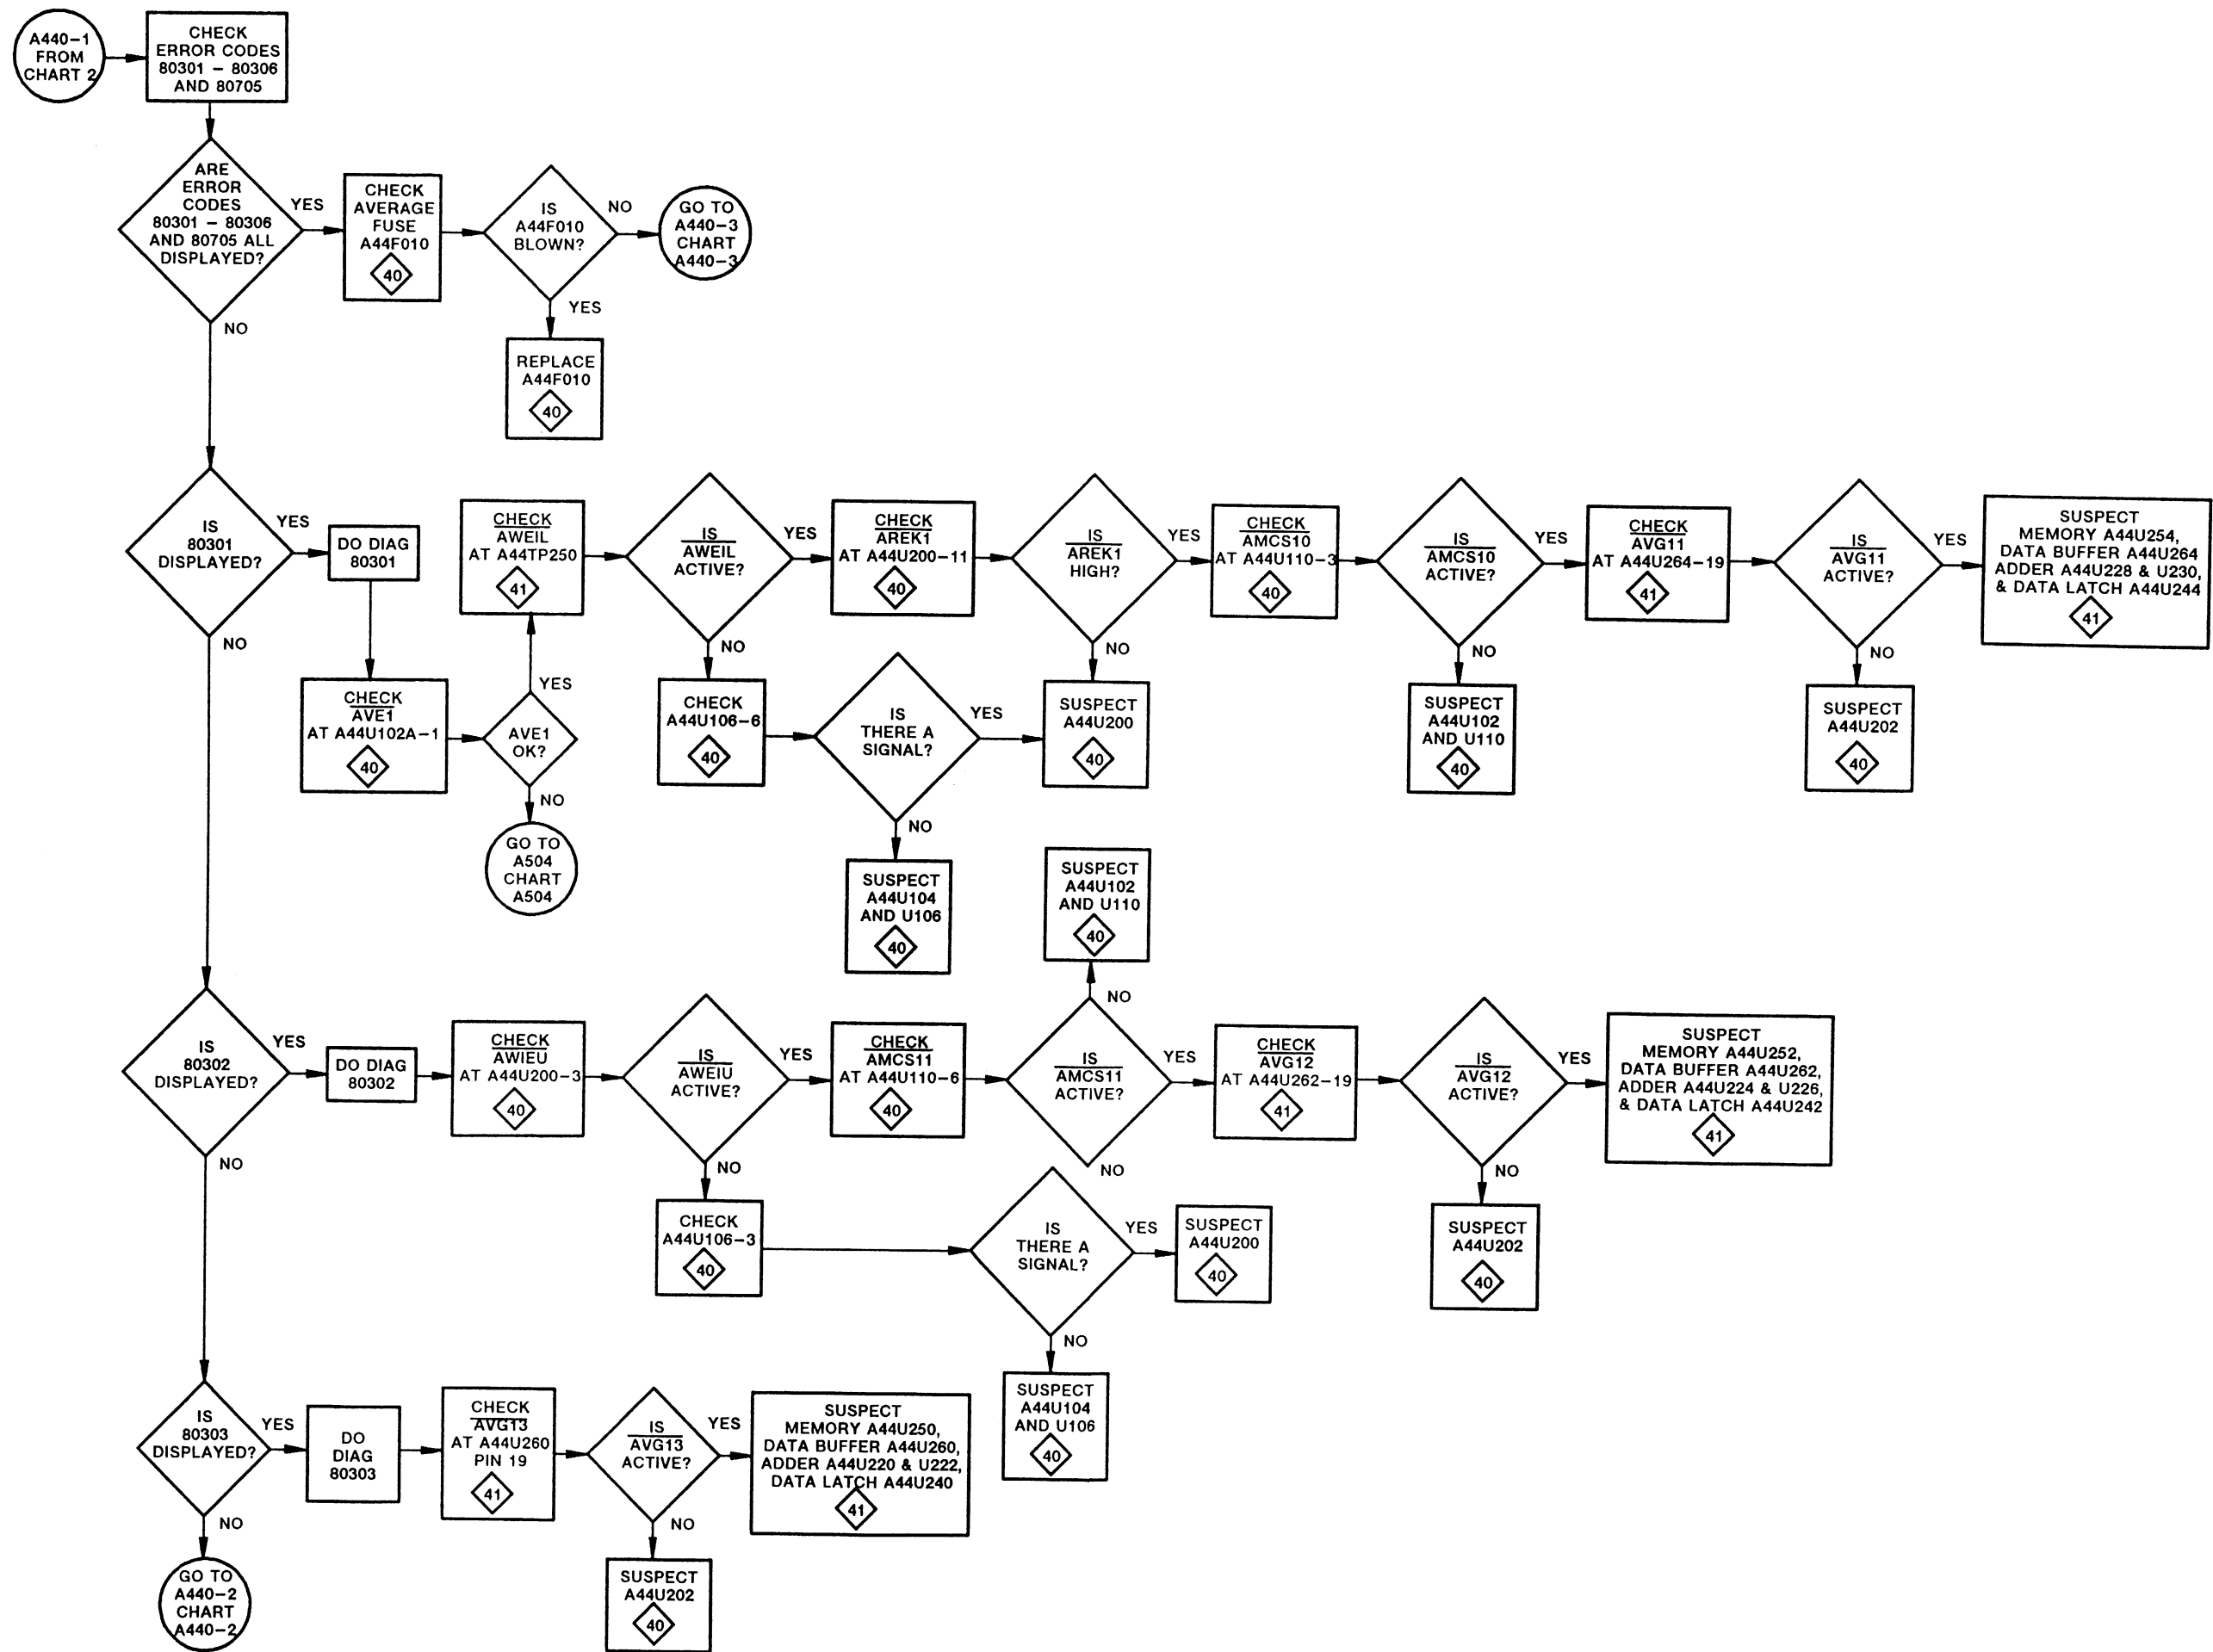 A440-1
FROM
CHART 2
CHECK
ERROR CODES
80301 - 80306
AND 80705
ARE
ERROR
CODES
80301 - 80306
AND 80705 ALL
DISPLAYED?
YES
NO
CHECK
AVERAGE
FUSE
A44F010
40
IS
A44F010
BLOWN?
NO
YES
GO TO
A440-3
CHART
A440-3
REPLACE
A44F010
40
IS
80301
DISPLAYED?
YES
NO
DO DIAG
80301
CHECK
AVE1
AT A44U102A-1
40
AVE1
OK?
YES
NO
GO TO
A504
CHART
A504
CHECK
AWEIL
AT A44TP250
41
IS
AWEIL
ACTIVE?
YES
NO
CHECK
A44U106-6
40
IS
THERE A
SIGNAL?
YES
NO
SUSPECT
A44U104
AND U106
40
CHECK
AREK1
AT A44U200-11
40
IS
AREK1
HIGH?
YES
NO
SUSPECT
A44U200
40
CHECK
AMCS10
AT A44U110-3
40
IS
AMCS10
ACTIVE?
YES
NO
SUSPECT
A44U102
AND U110
40
CHECK
AVG11
AT A44U264-19
41
IS
AVG11
ACTIVE?
YES
NO
SUSPECT
A44U202
40
SUSPECT
MEMORY A44U254,
DATA BUFFER A44U264
ADDER A44U228 & U230,
& DATA LATCH A44U244
41
IS
80302
DISPLAYED?
YES
NO
DO DIAG
80302
CHECK
AWIEU
AT A44U200-3
40
IS
AWEIU
ACTIVE?
YES
NO
CHECK
A44U106-3
40
IS
THERE A
SIGNAL?
YES
NO
SUSPECT
A44U200
40
SUSPECT
A44U104
AND U106
40
CHECK
AMCS11
AT A44U110-6
40
IS
AMCS11
ACTIVE?
NO
YES
NO
SUSPECT
A44U102
AND U110
40
CHECK
AVG12
AT A44U262-19
41
IS
AVG12
ACTIVE?
YES
NO
SUSPECT
A44U202
40
SUSPECT
MEMORY A44U252,
DATA BUFFER A44U262,
ADDER A44U224 & U226,
& DATA LATCH A44U242
41
IS
80303
DISPLAYED?
YES
NO
GO TO
A440-2
CHART
A440-2
DO
DIAG
80303
CHECK
AVG13
AT A44U260
PIN 19
41
IS
AVG13
ACTIVE?
YES
NO
SUSPECT
A44U202
40
SUSPECT
MEMORY A44U250,
DATA BUFFER A44U260,
ADDER A44U220 & U222,
DATA LATCH A44U240
41